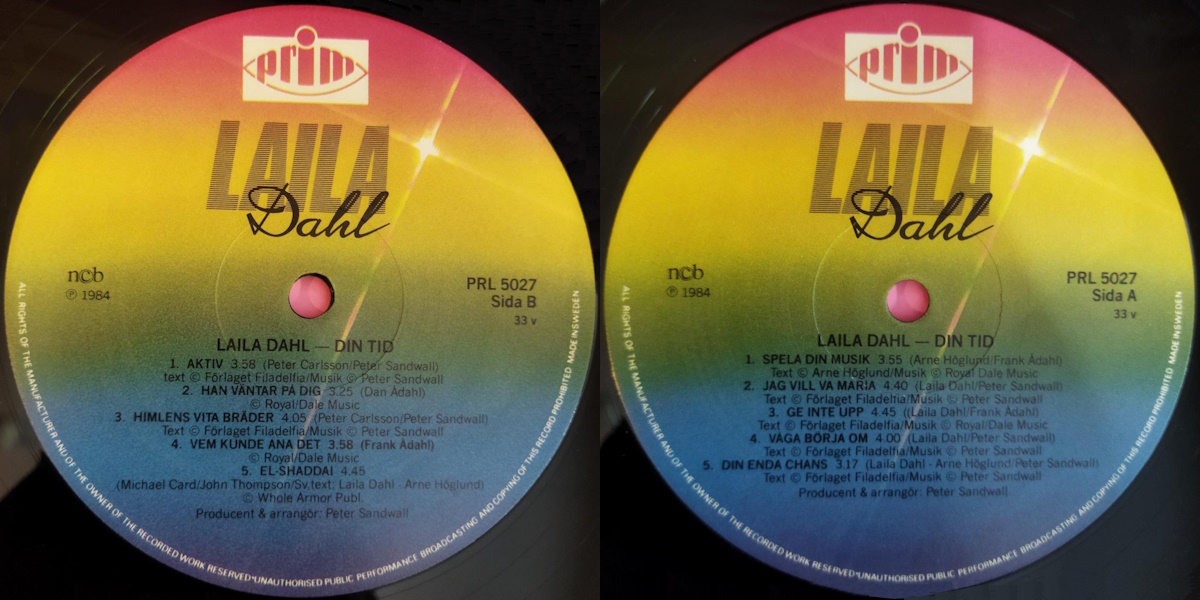 prim
LAILA
Dahl
ncb
℗ 1984
PRL 5027
Sida B
33 v
LAILA DAHL — DIN TID
1. AKTIV 3.58 (Peter Carlsson/Peter Sandwall)
text © Förlaget Filadelfia/Musik © Peter Sandwall
2. HAN VÄNTAR PÅ DIG 3.25 (Dan Ådahl)
© Royal/Dale Music
3. HIMLENS VITA BRÄDER 4.05 (Peter Carlsson/Peter Sandwall)
Text © Förlaget Filadelfia/Musik © Peter Sandwall
4. VEM KUNDE ANA DET 3.58 (Frank Ådahl)
© Royal/Dale Music
5. EL-SHADDAI 4.45
(Michael Card/John Thompson/Sv.text: Laila Dahl - Arne Höglund)
© Whole Armor Publ.
Producent & arrangör: Peter Sandwall
ALL RIGHTS OF THE MANUFACTURER AND OF THE OWNER OF THE RECORDED WORK RESERVED*UNAUTHORISED PUBLIC PERFORMANCE BROADCASTING AND COPYING OF THIS RECORD PROHIBITED MADE IN SWEDEN
prim
LAILA
Dahl
ncb
℗ 1984
PRL 5027
Sida A
33 v
LAILA DAHL — DIN TID
1. SPELA DIN MUSIK 3.55 (Arne Höglund/Frank Ådahl)
Text © Arne Höglund/Musik © Royal Dale Music
2. JAG VILL VA MARIA 4.40 (Laila Dahl/Peter Sandwall)
Text © Förlaget Filadelfia/Musik © Peter Sandwall
3. GE INTE UPP 4.45 ((Laila Dahl/Frank Ådahl)
Text © Förlaget Filadelfia/Musik © Royal/Dale Music
4. VÅGA BÖRJA OM 4.00 (Laila Dahl/Peter Sandwall)
Text © Förlaget Filadelfia/Musik © Peter Sandwall
5. DIN ENDA CHANS 3.17 (Laila Dahl - Arne Höglund/Peter Sandwall)
Text © Förlaget Filadelfia/Musik © Peter Sandwall
Producent & arrangör: Peter Sandwall
ALL RIGHTS OF THE MANUFACTURER AND OF THE OWNER OF THE RECORDED WORK RESERVED*UNAUTHORISED PUBLIC PERFORMANCE BROADCASTING AND COPYING OF THIS RECORD PROHIBITED MADE IN SWEDEN